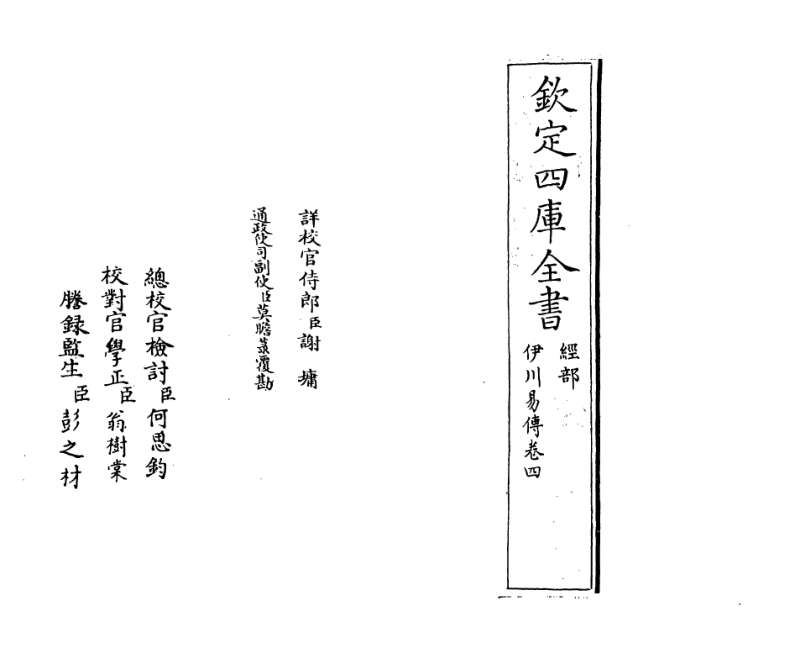 欽定四庫全書
經部
伊川易傳卷四
詳校官侍郎臣謝墉
通政使司副使臣莫瞻菉覆勘
總校官檢討臣何思鈞
校對官學正臣翁樹棠
謄錄監生臣彭之材